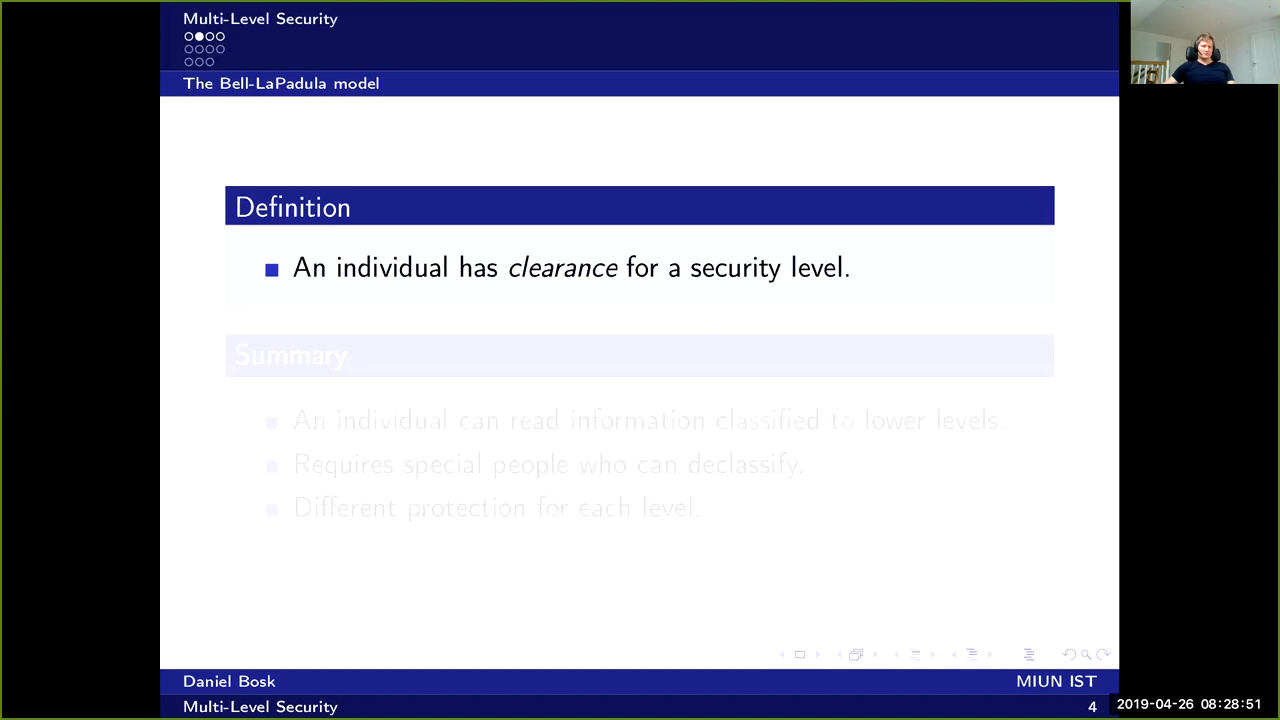 Multi-Level Security
The Bell-LaPadula model
Definition
An individual has clearance for a security level.
Summary
An individual can read information classified to lower levels.
Requires special people who can declassify.
Different protection for each level.
Daniel Bosk
MIUN IST
Multi-Level Security
4
2019-04-26 08:28:51